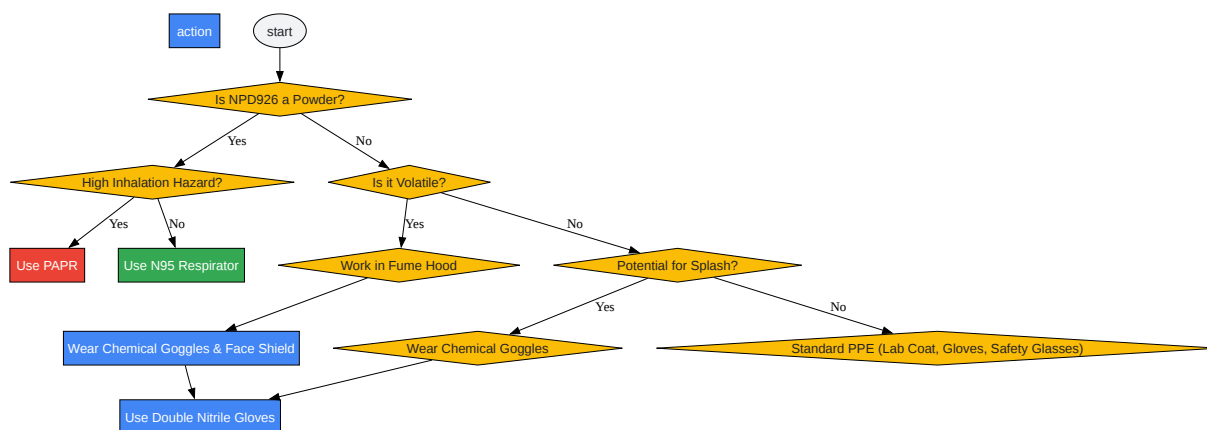 action
start
Is NPD926 a Powder?
Yes
No
High Inhalation Hazard?
Is it Volatile?
Yes
No
Yes
No
Use PAPR
Use N95 Respirator
Work in Fume Hood
Potential for Splash?
Yes
No
Wear Chemical Goggles & Face Shield
Wear Chemical Goggles
Standard PPE (Lab Coat, Gloves, Safety Glasses)
Use Double Nitrile Gloves